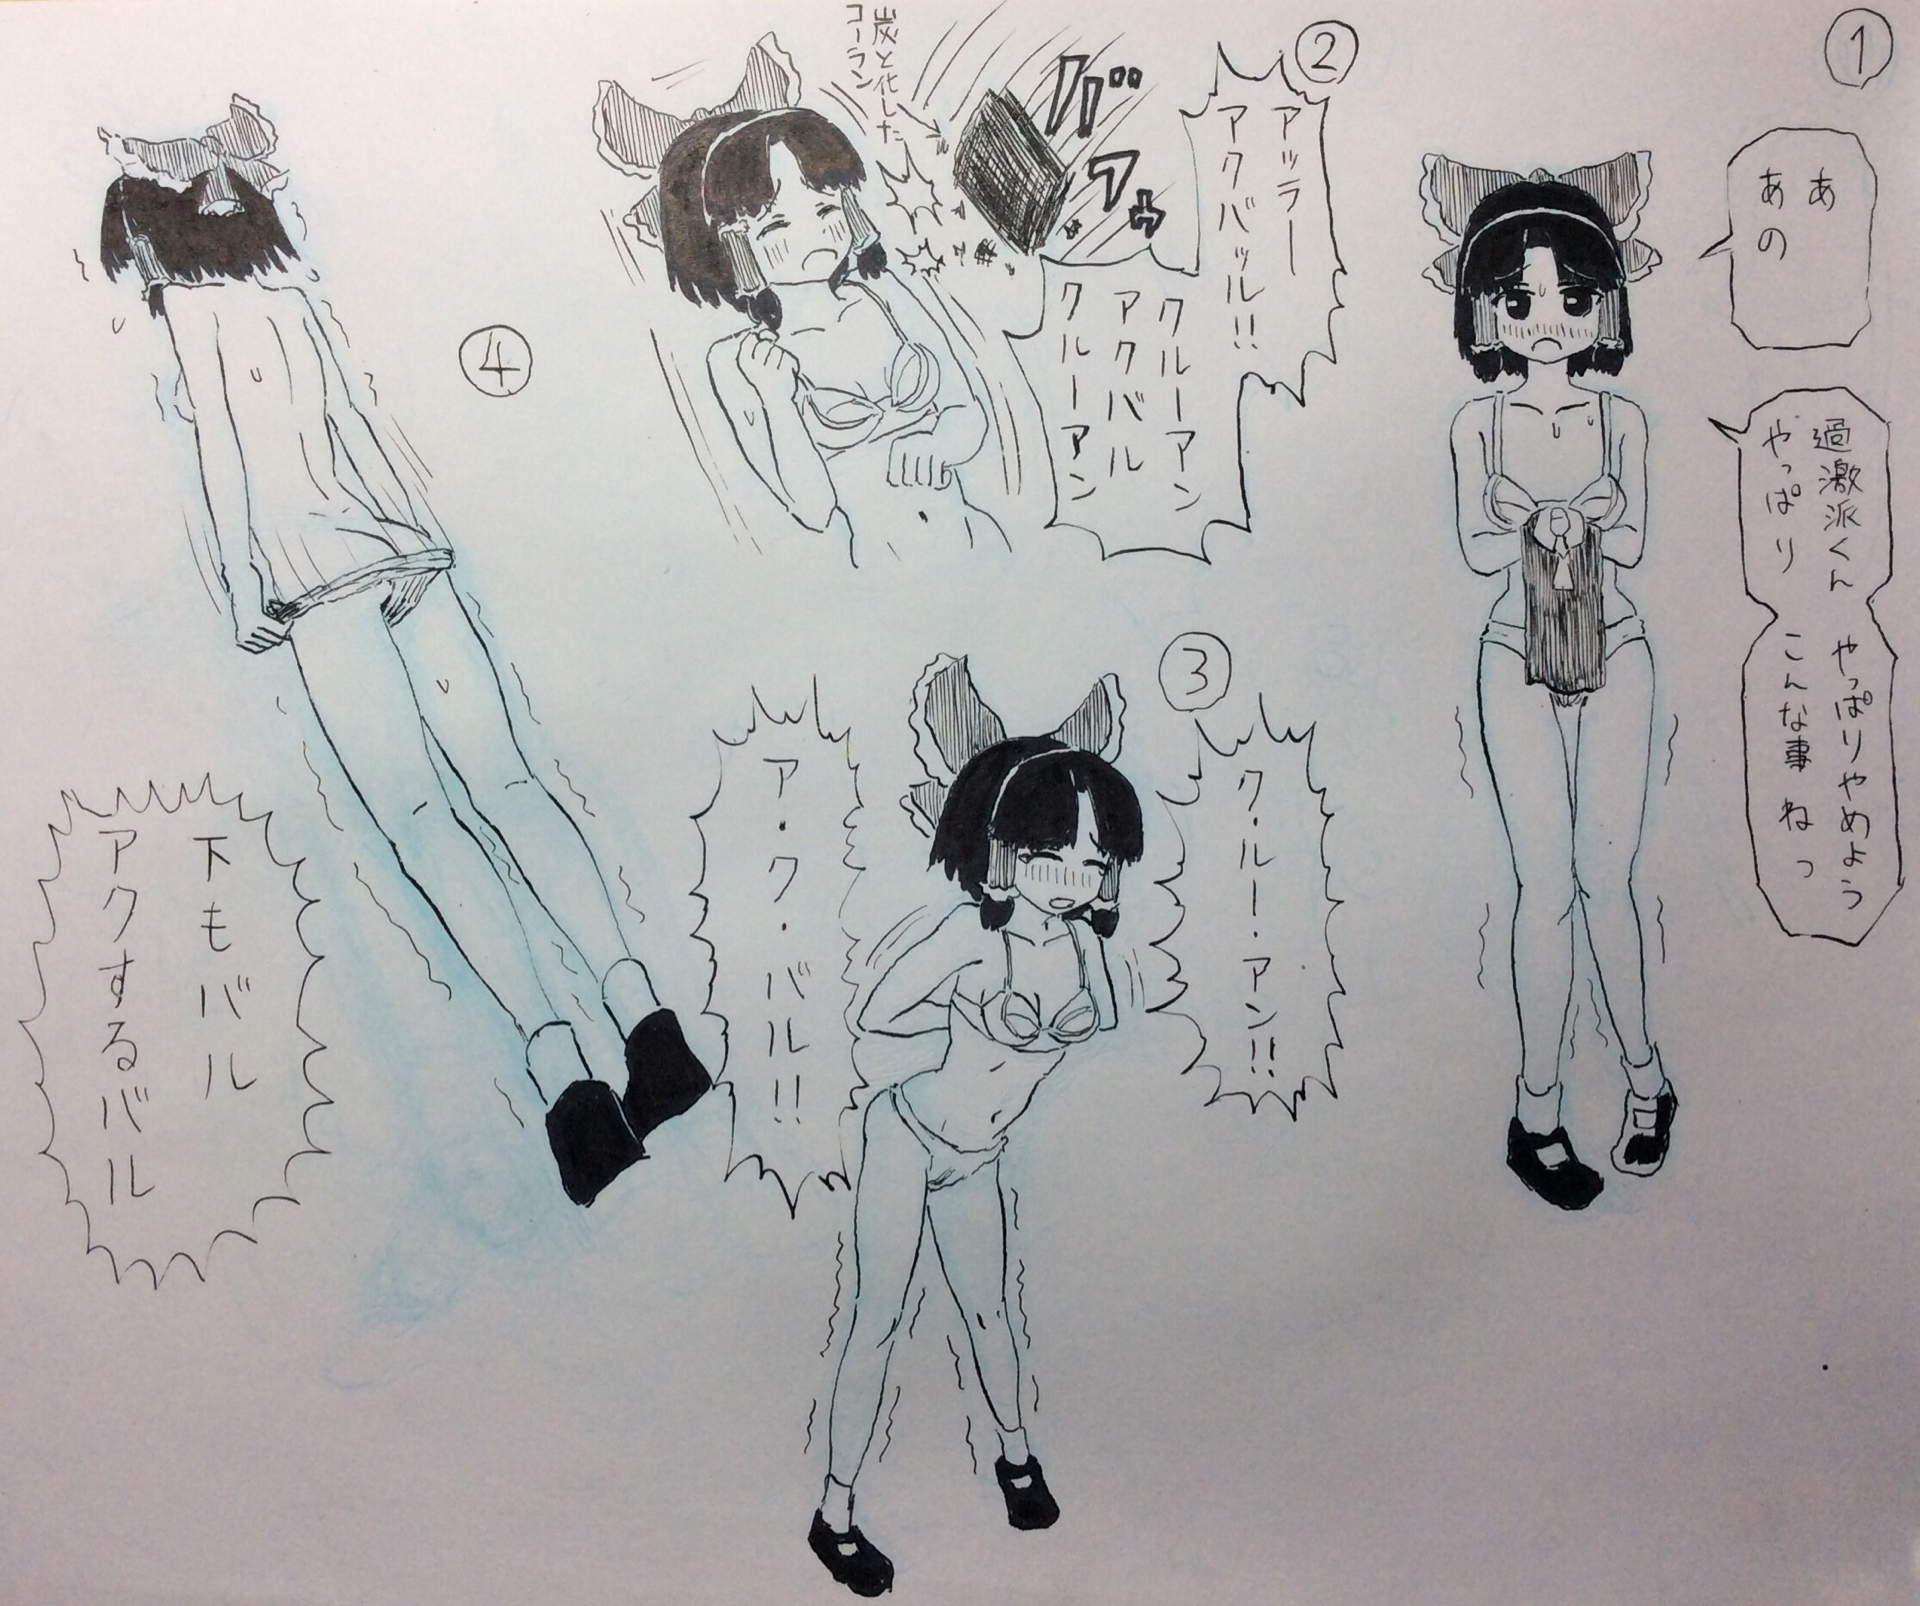 ①
あ
あの
過激派くん やっぱりやめよう
やっぱり こんな事 ねっ
②
アッラー
アクバッル!!
クルーアン
アクバル
クルーアン
ガッ
炭と化した
コーラン
③
ク・ルー・アン!!
ア・ク・バル!!
④
下もバル
アクするバル